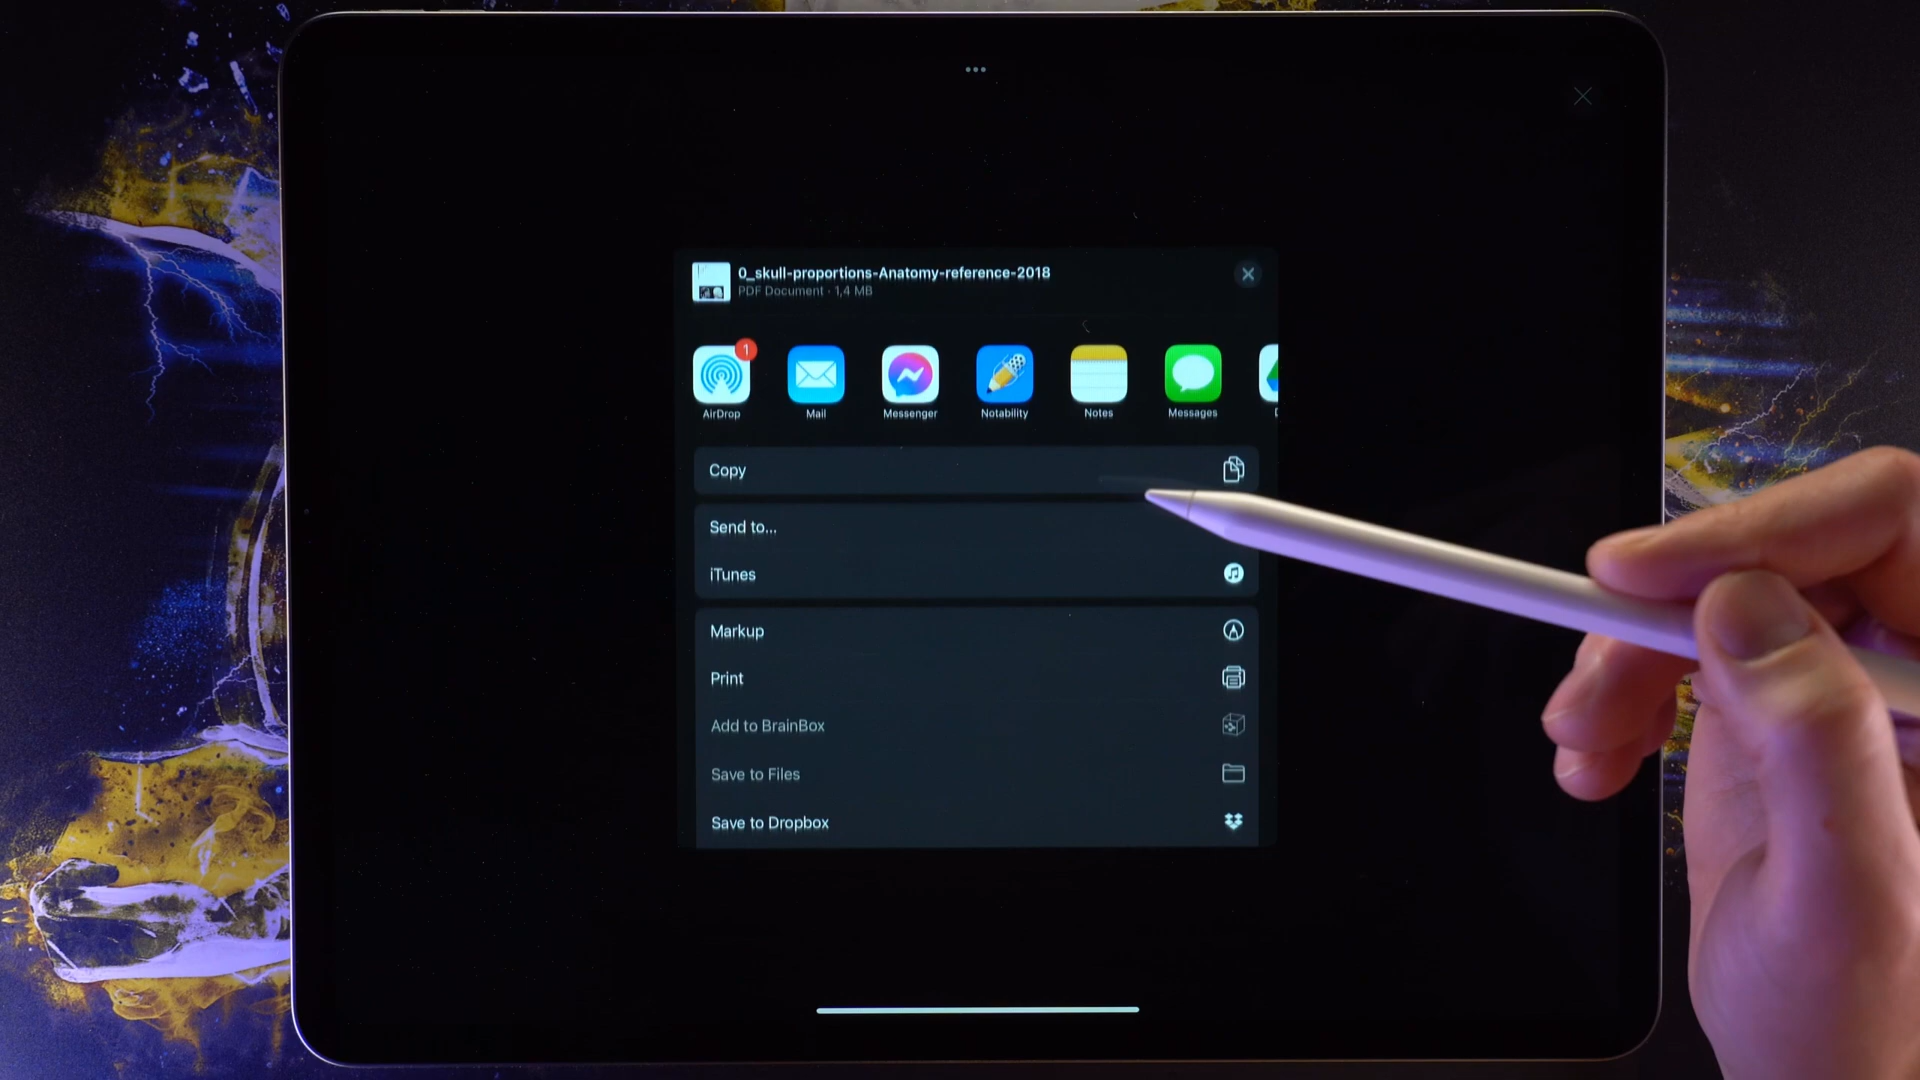 0_skull-proportions-Anatomy-reference-2018
PDF Document · 1,4 MB
1
AirDrop
Mail
Messenger
Notability
Notes
Messages
Copy
Send to...
iTunes
Markup
Print
Add to BrainBox
Save to Files
Save to Dropbox